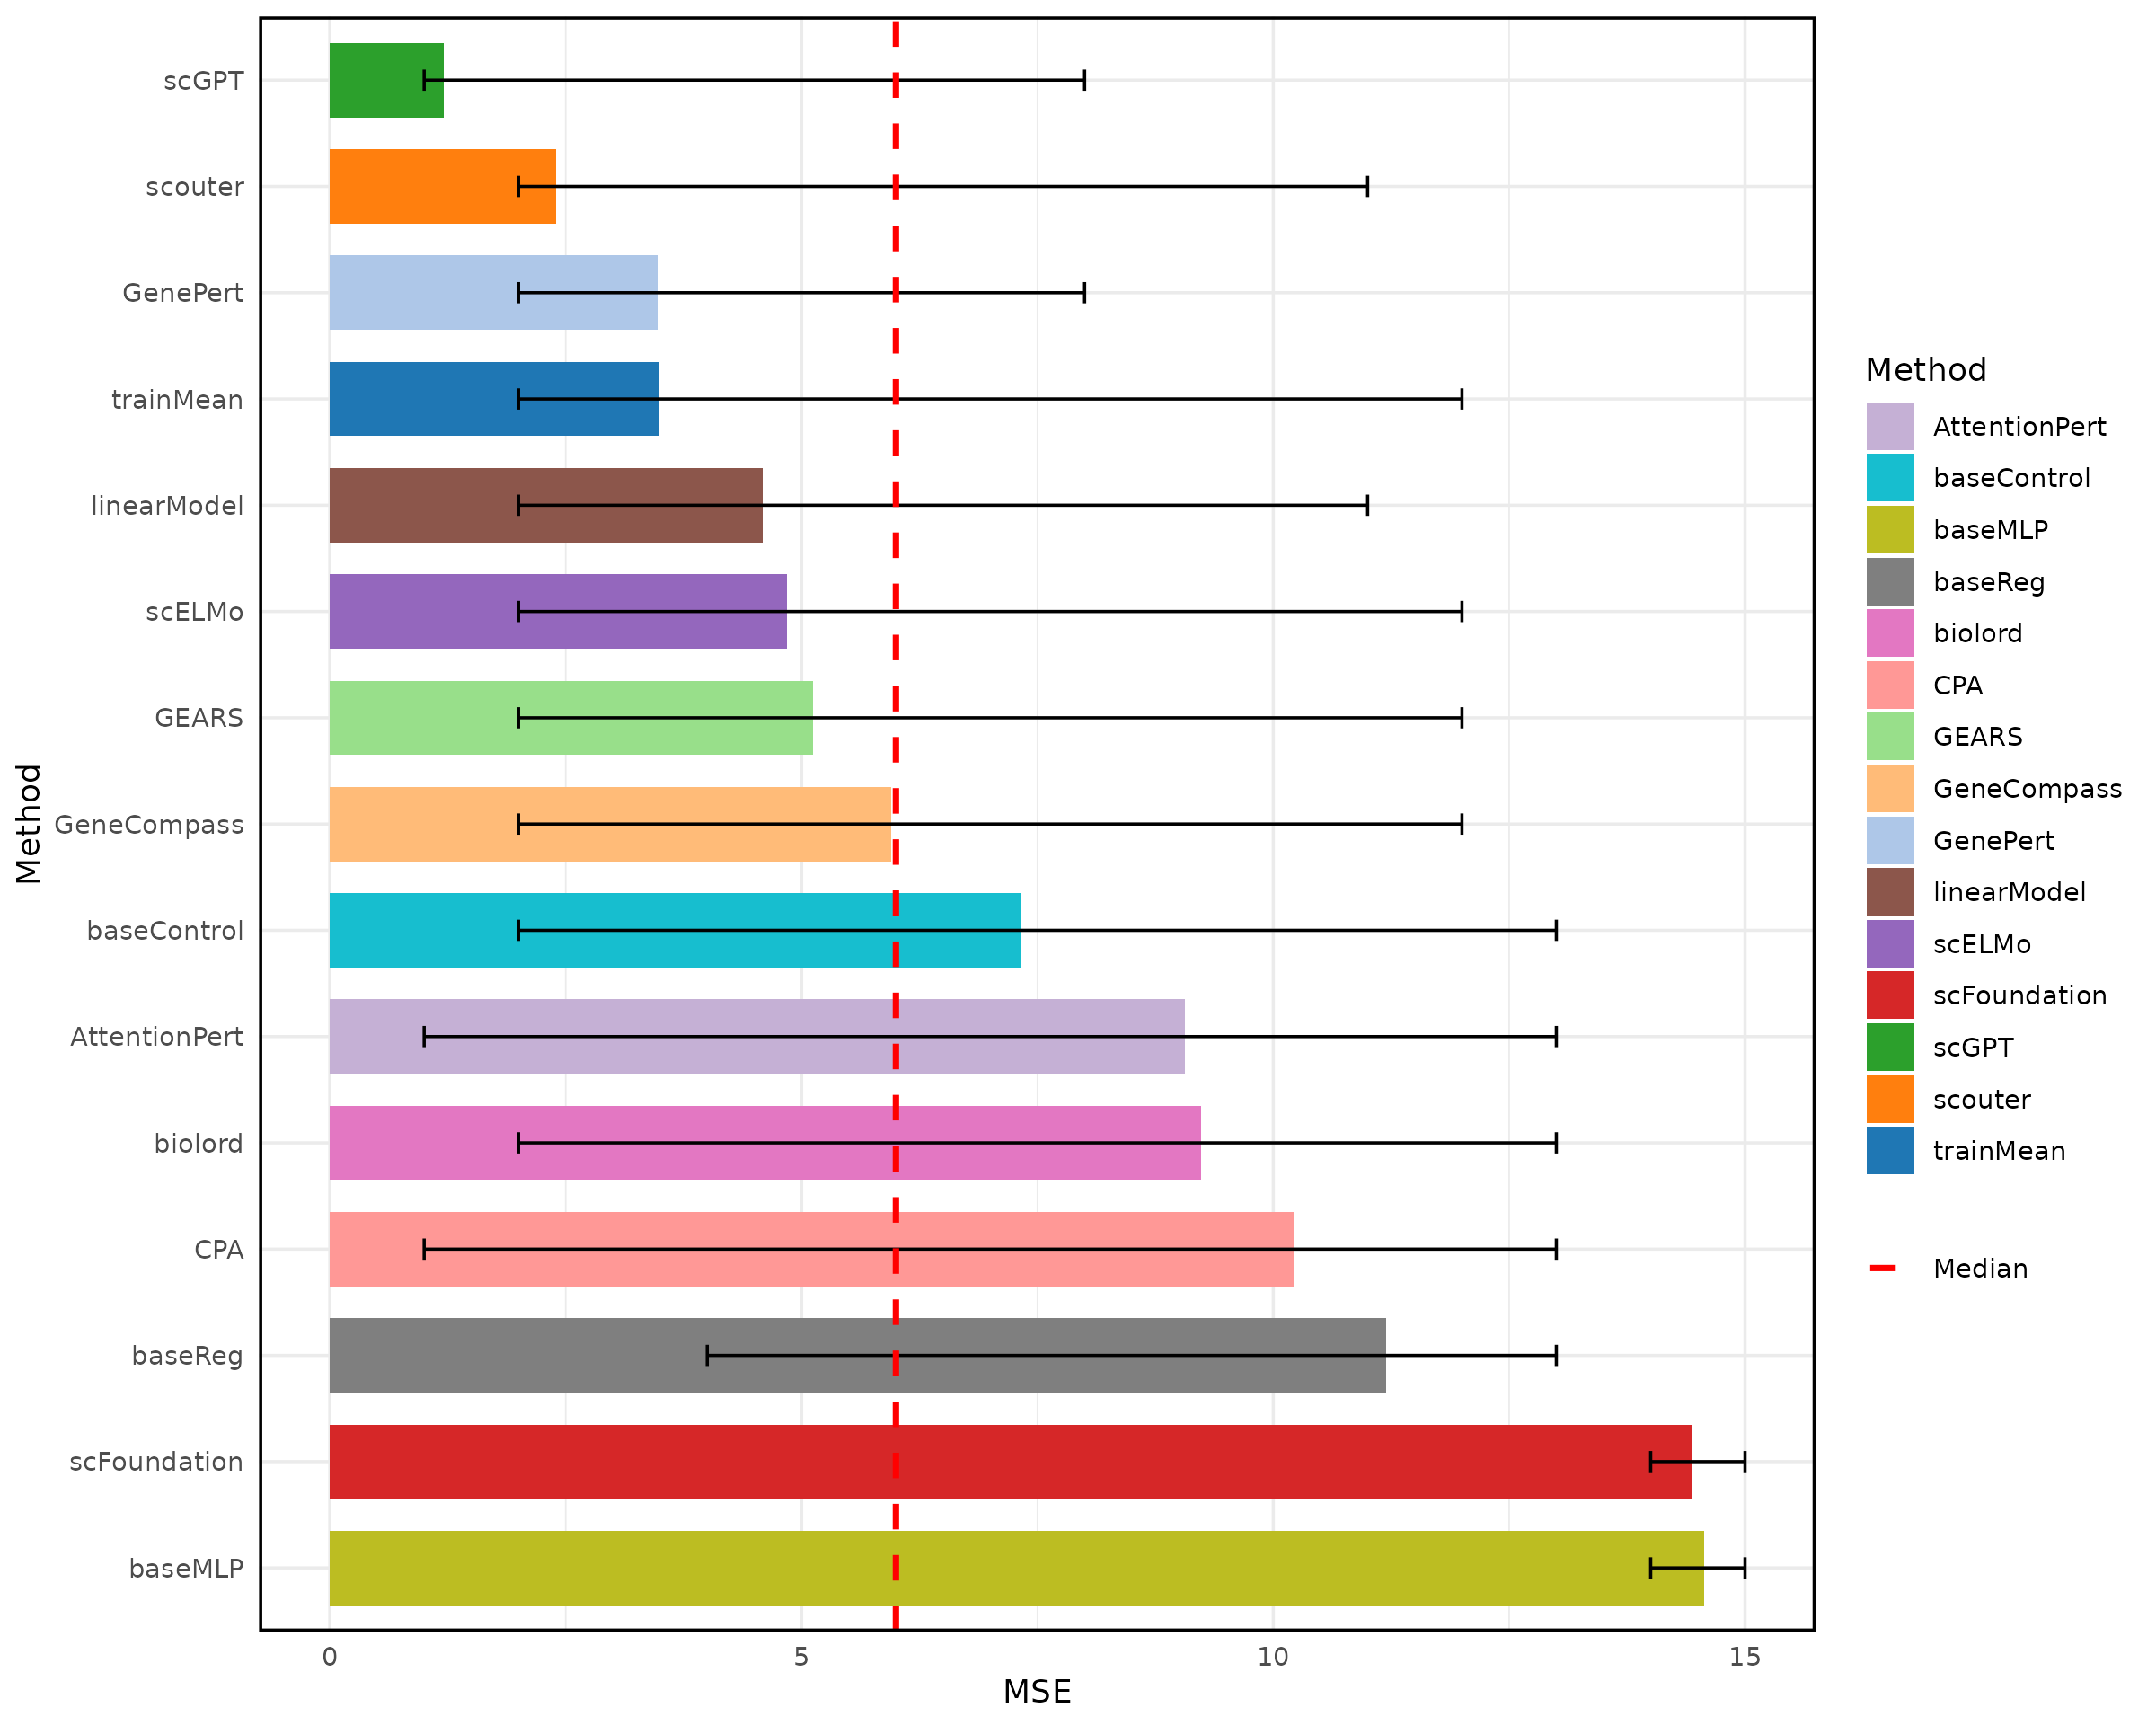 scGPT
scouter
GenePert
trainMean
linearModel
scELMo
GEARS
GeneCompass
baseControl
AttentionPert
biolord
CPA
baseReg
scFoundation
baseMLP
Method
0 5 10 15
MSE
Method
AttentionPert
baseControl
baseMLP
baseReg
biolord
CPA
GEARS
GeneCompass
GenePert
linearModel
scELMo
scFoundation
scGPT
scouter
trainMean
Median